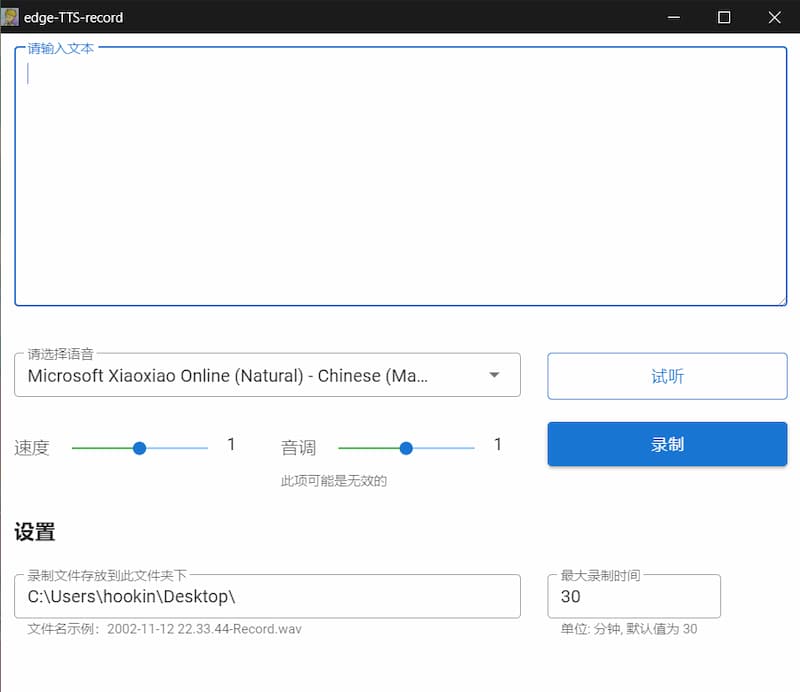 edge-TTS-record
请输入文本
请选择语音
Microsoft Xiaoxiao Online (Natural) - Chinese (Ma...
试听
速度
1
音调
1
录制
此项可能是无效的
设置
录制文件存放到此文件夹下
C:\Users\hookin\Desktop\
最大录制时间
30
文件名示例：2002-11-12 22.33.44-Record.wav
单位: 分钟, 默认值为 30